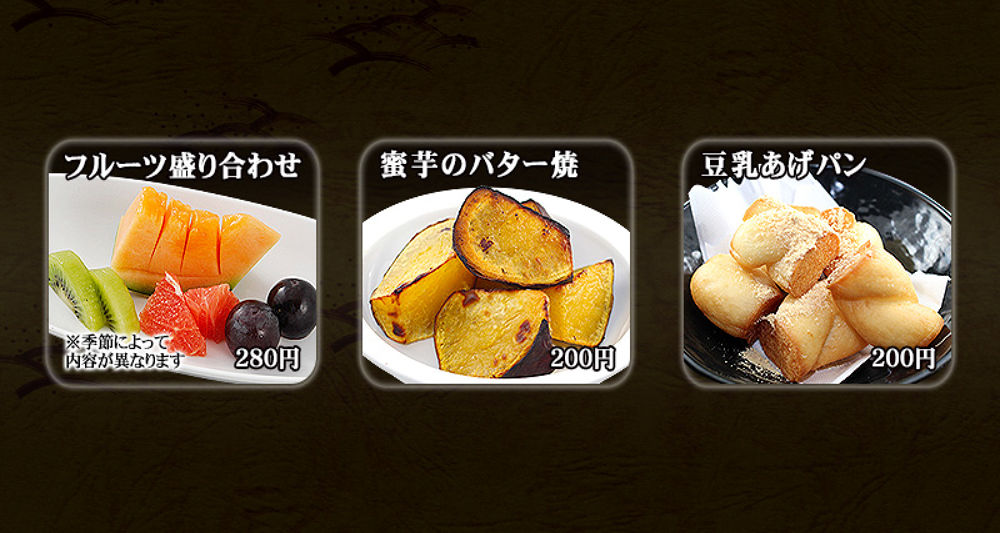 フルーツ盛り合わせ
※季節によって
内容が異なります
280円
蜜芋のバター焼
200円
豆乳あげパン
200円